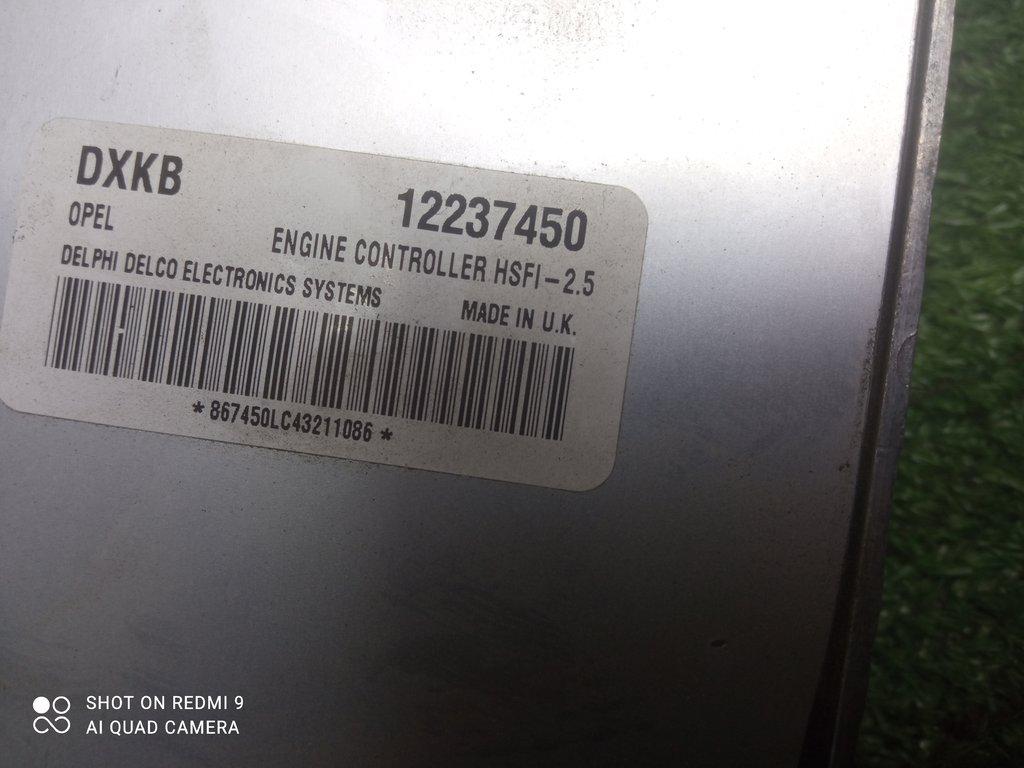 DXKB
12237450
OPEL
ENGINE CONTROLLER HSFI-2.5
DELPHI DELCO ELECTRONICS SYSTEMS
MADE IN U.K.
*867450LC43211086*
SHOT ON REDMI 9
AI QUAD CAMERA